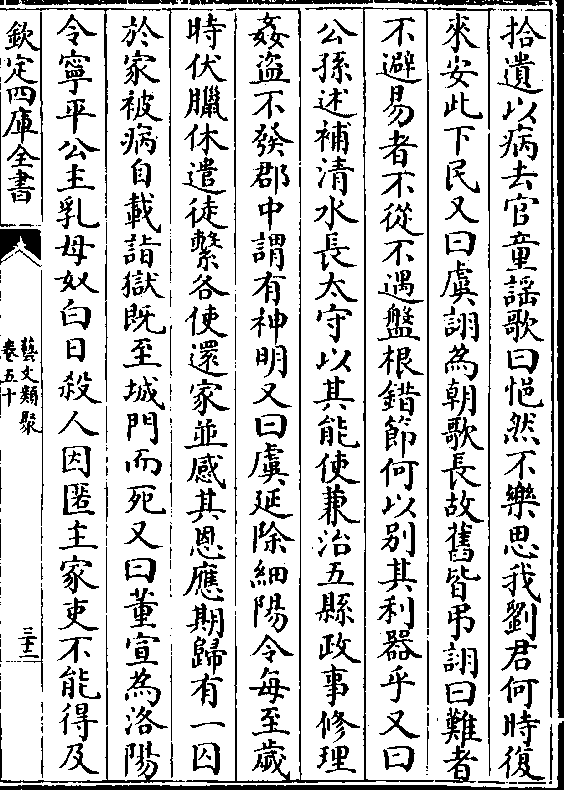 拾遺以病去官童謡歌曰悒然不樂思我劉君何時復
來安此下民又曰虞詡為朝歌長故舊皆弔詡曰難者
不避易者不從不遇盤根錯節何以别其利器乎又曰
公孫述補清水長太守以其能使兼治五縣政事修理
姦盜不發郡中謂有神明又曰虞延除細陽令每至歲
時伏臘休遣徒繫各使還家並感其恩應期歸有一囚
於家被病自載詣獄既至城門而死又曰董宣為洛陽
令寧平公主乳母奴白日殺人因匿主家吏不能得及
欽定四庫全書
藝文類聚
卷五十
三十二